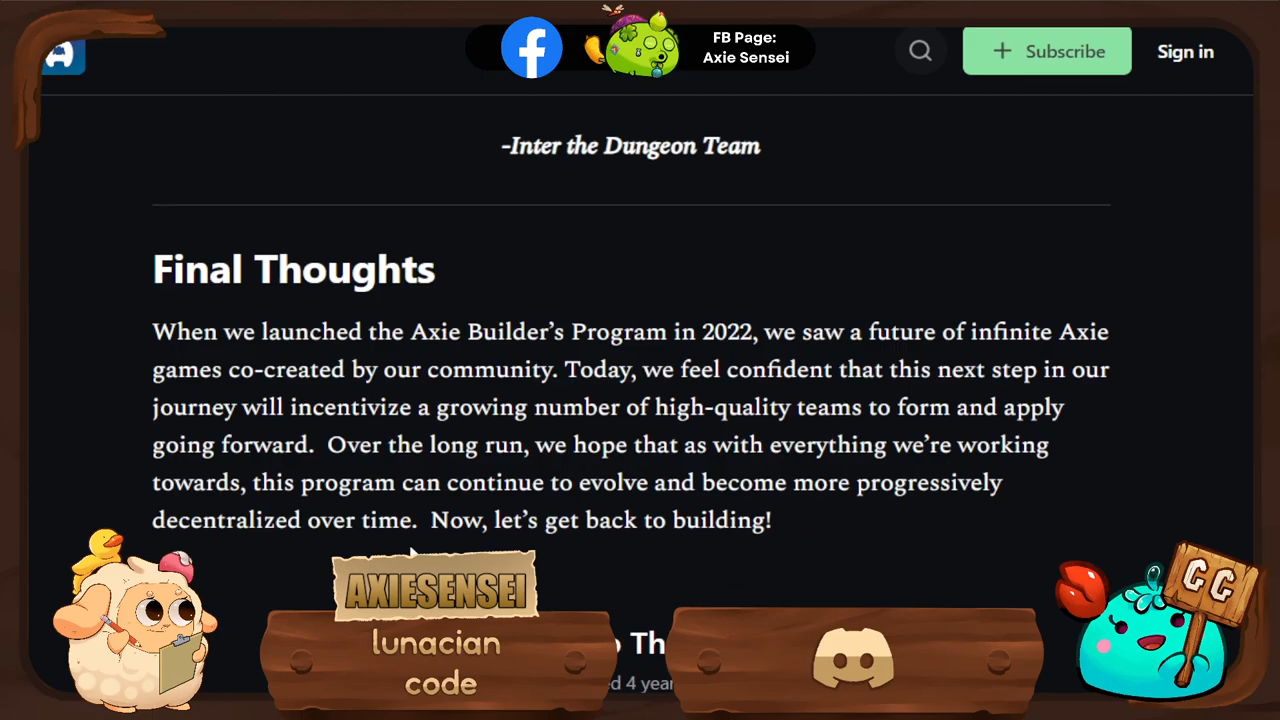 FB Page:
Axie Sensei
Subscribe
Sign in
-Inter the Dungeon Team
Final Thoughts
When we launched the Axie Builder’s Program in 2022, we saw a future of infinite Axie
games co-created by our community. Today, we feel confident that this next step in our
journey will incentivize a growing number of high-quality teams to form and apply
going forward.  Over the long run, we hope that as with everything we’re working
towards, this program can continue to evolve and become more progressively
decentralized over time.  Now, let’s get back to building!
AXIESENSEI
lunacian
code
GG